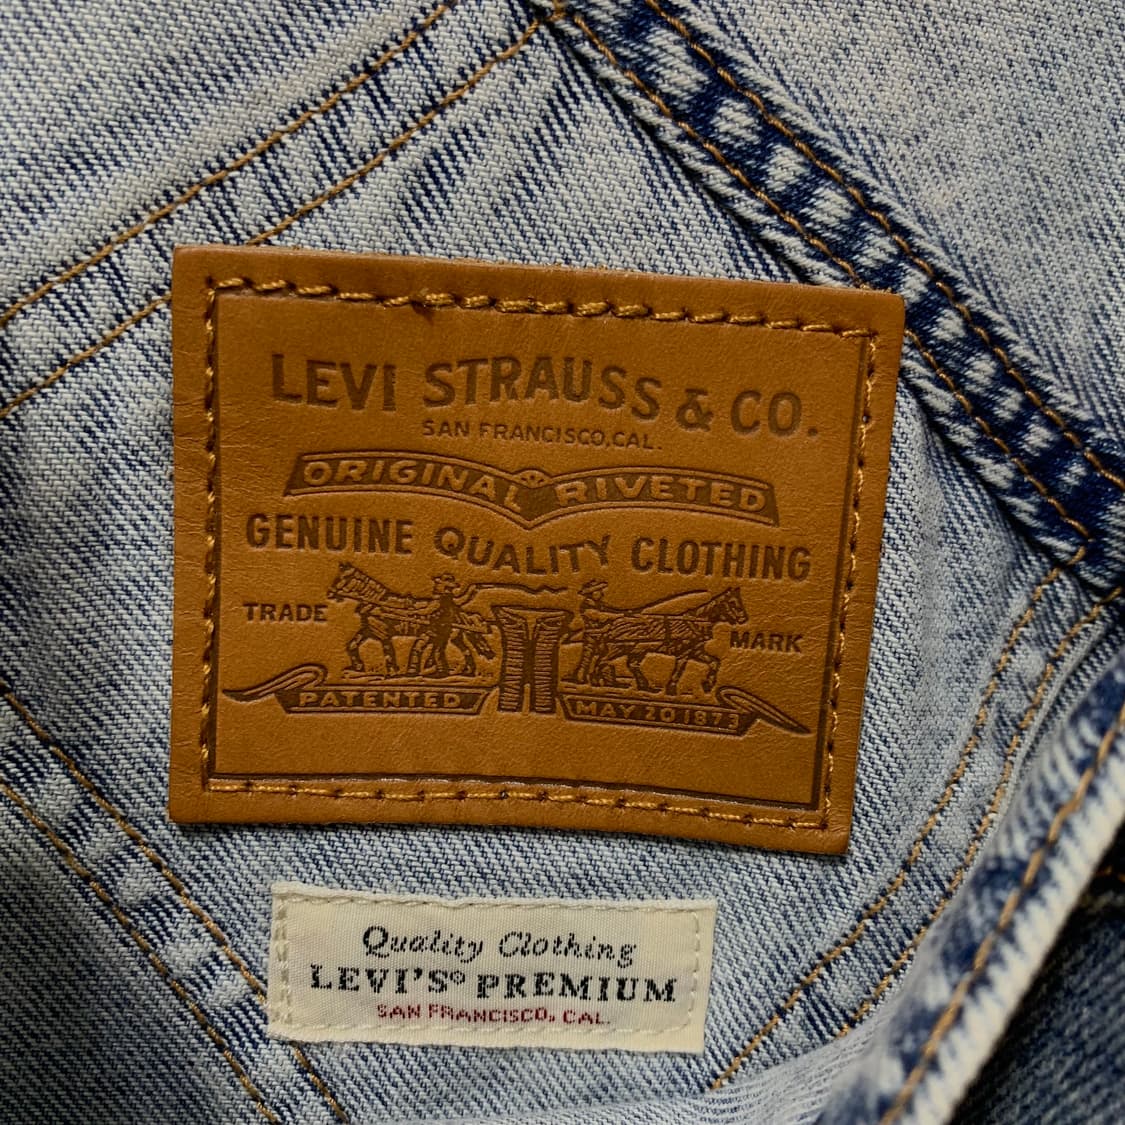 LEVI STRAUSS & CO.
SAN FRANCISCO, CAL.
ORIGINAL RIVETED
GENUINE QUALITY CLOTHING
TRADE MARK
PATENTED MAY 20 1873
Quality Clothing
LEVI'S® PREMIUM
SAN FRANCISCO, CAL.